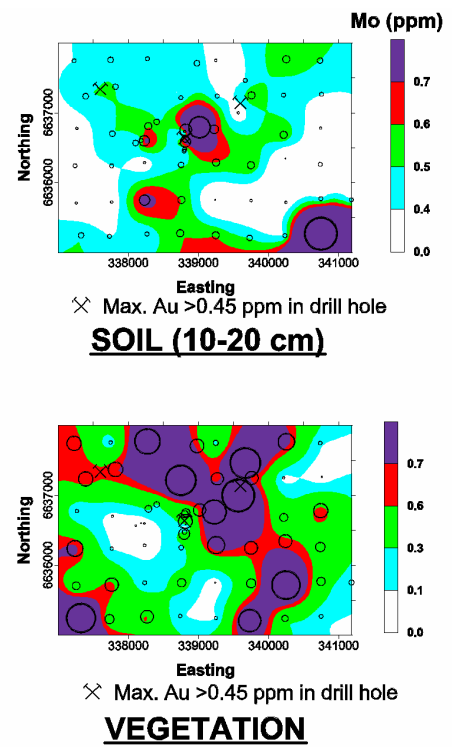 Mo (ppm)
0.7
0.6
0.5
0.4
0.0
Northing
6637000
6636000
338000 339000 340000 341000
Easting
Max. Au >0.45 ppm in drill hole
SOIL (10-20 cm)
0.7
0.6
0.3
0.1
0.0
Northing
6637000
6636000
338000 339000 340000 341000
Easting
Max. Au >0.45 ppm in drill hole
VEGETATION